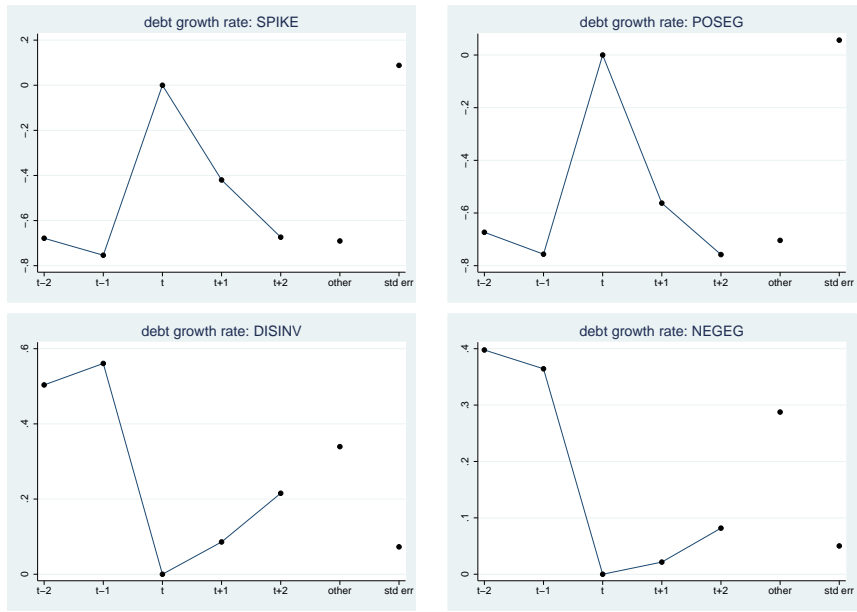 debt growth rate: SPIKE
.2
0
−.2
−.4
−.6
−.8
t−2 t−1 t t+1 t+2 other std err
debt growth rate: POSEG
0
−.2
−.4
−.6
−.8
t−2 t−1 t t+1 t+2 other std err
debt growth rate: DISINV
.6
.4
.2
0
t−2 t−1 t t+1 t+2 other std err
debt growth rate: NEGEG
.4
.3
.2
.1
0
t−2 t−1 t t+1 t+2 other std err